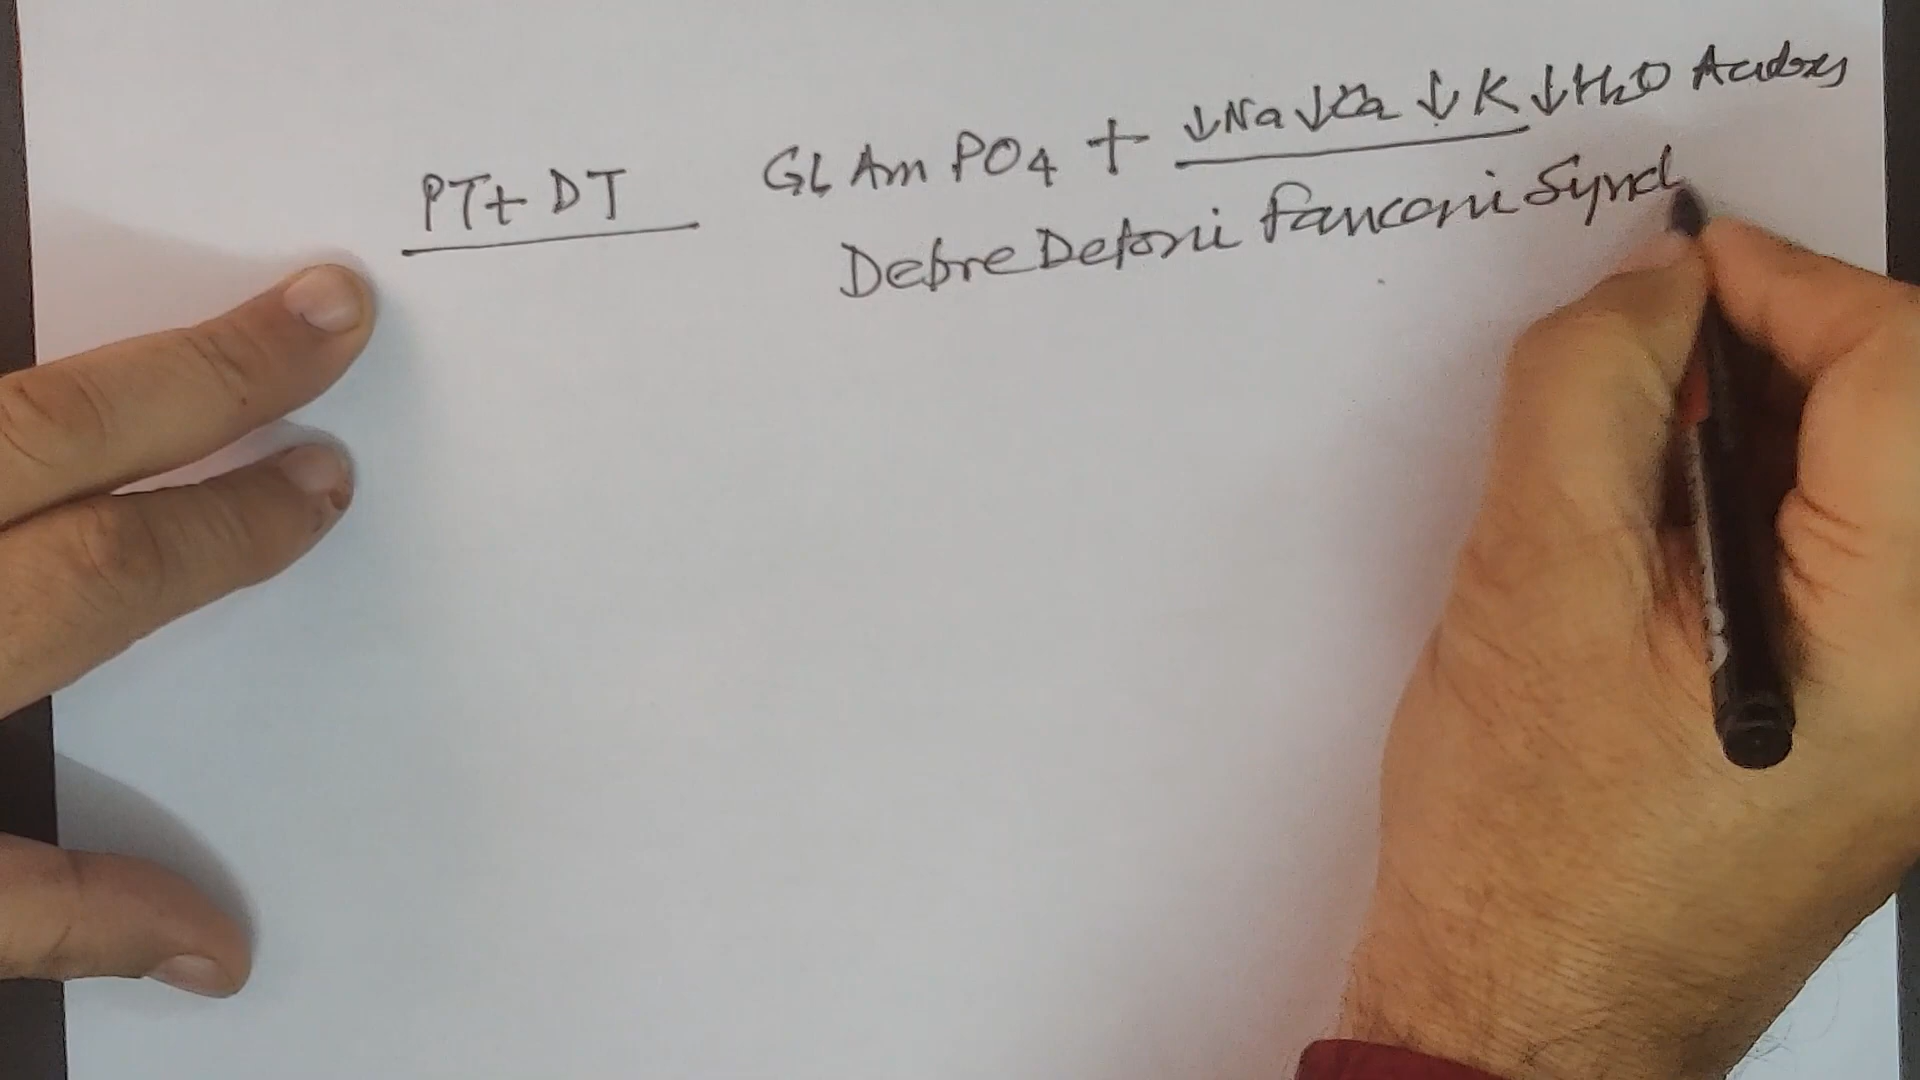 PT+ DT GL Am PO4 + ↓Na ↓Ca ↓K ↓H2O Acidosis
Debre Detoni Fanconi Synd